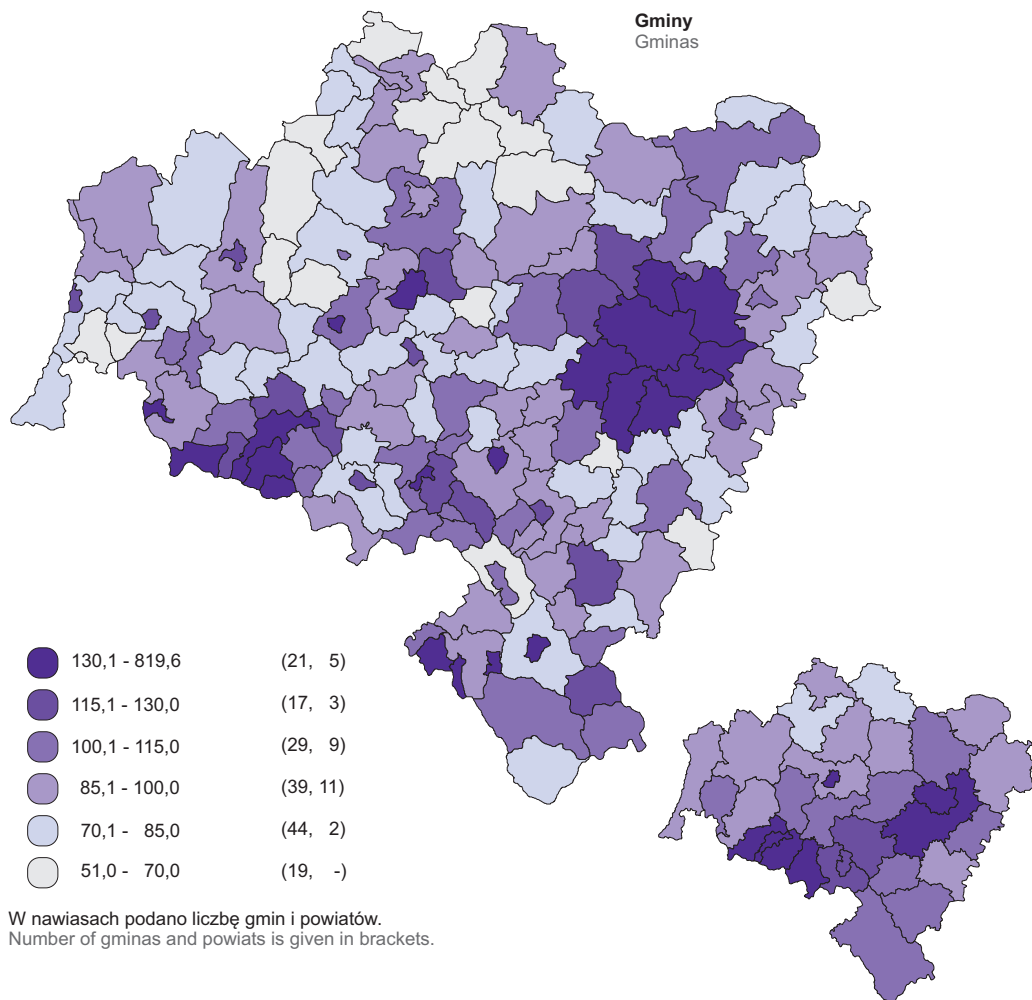 Gminy
Gminas
130,1 - 819,6 (21, 5)
115,1 - 130,0 (17, 3)
100,1 - 115,0 (29, 9)
85,1 - 100,0 (39, 11)
70,1 - 85,0 (44, 2)
51,0 - 70,0 (19, -)
W nawiasach podano liczbę gmin i powiatów.
Number of gminas and powiats is given in brackets.